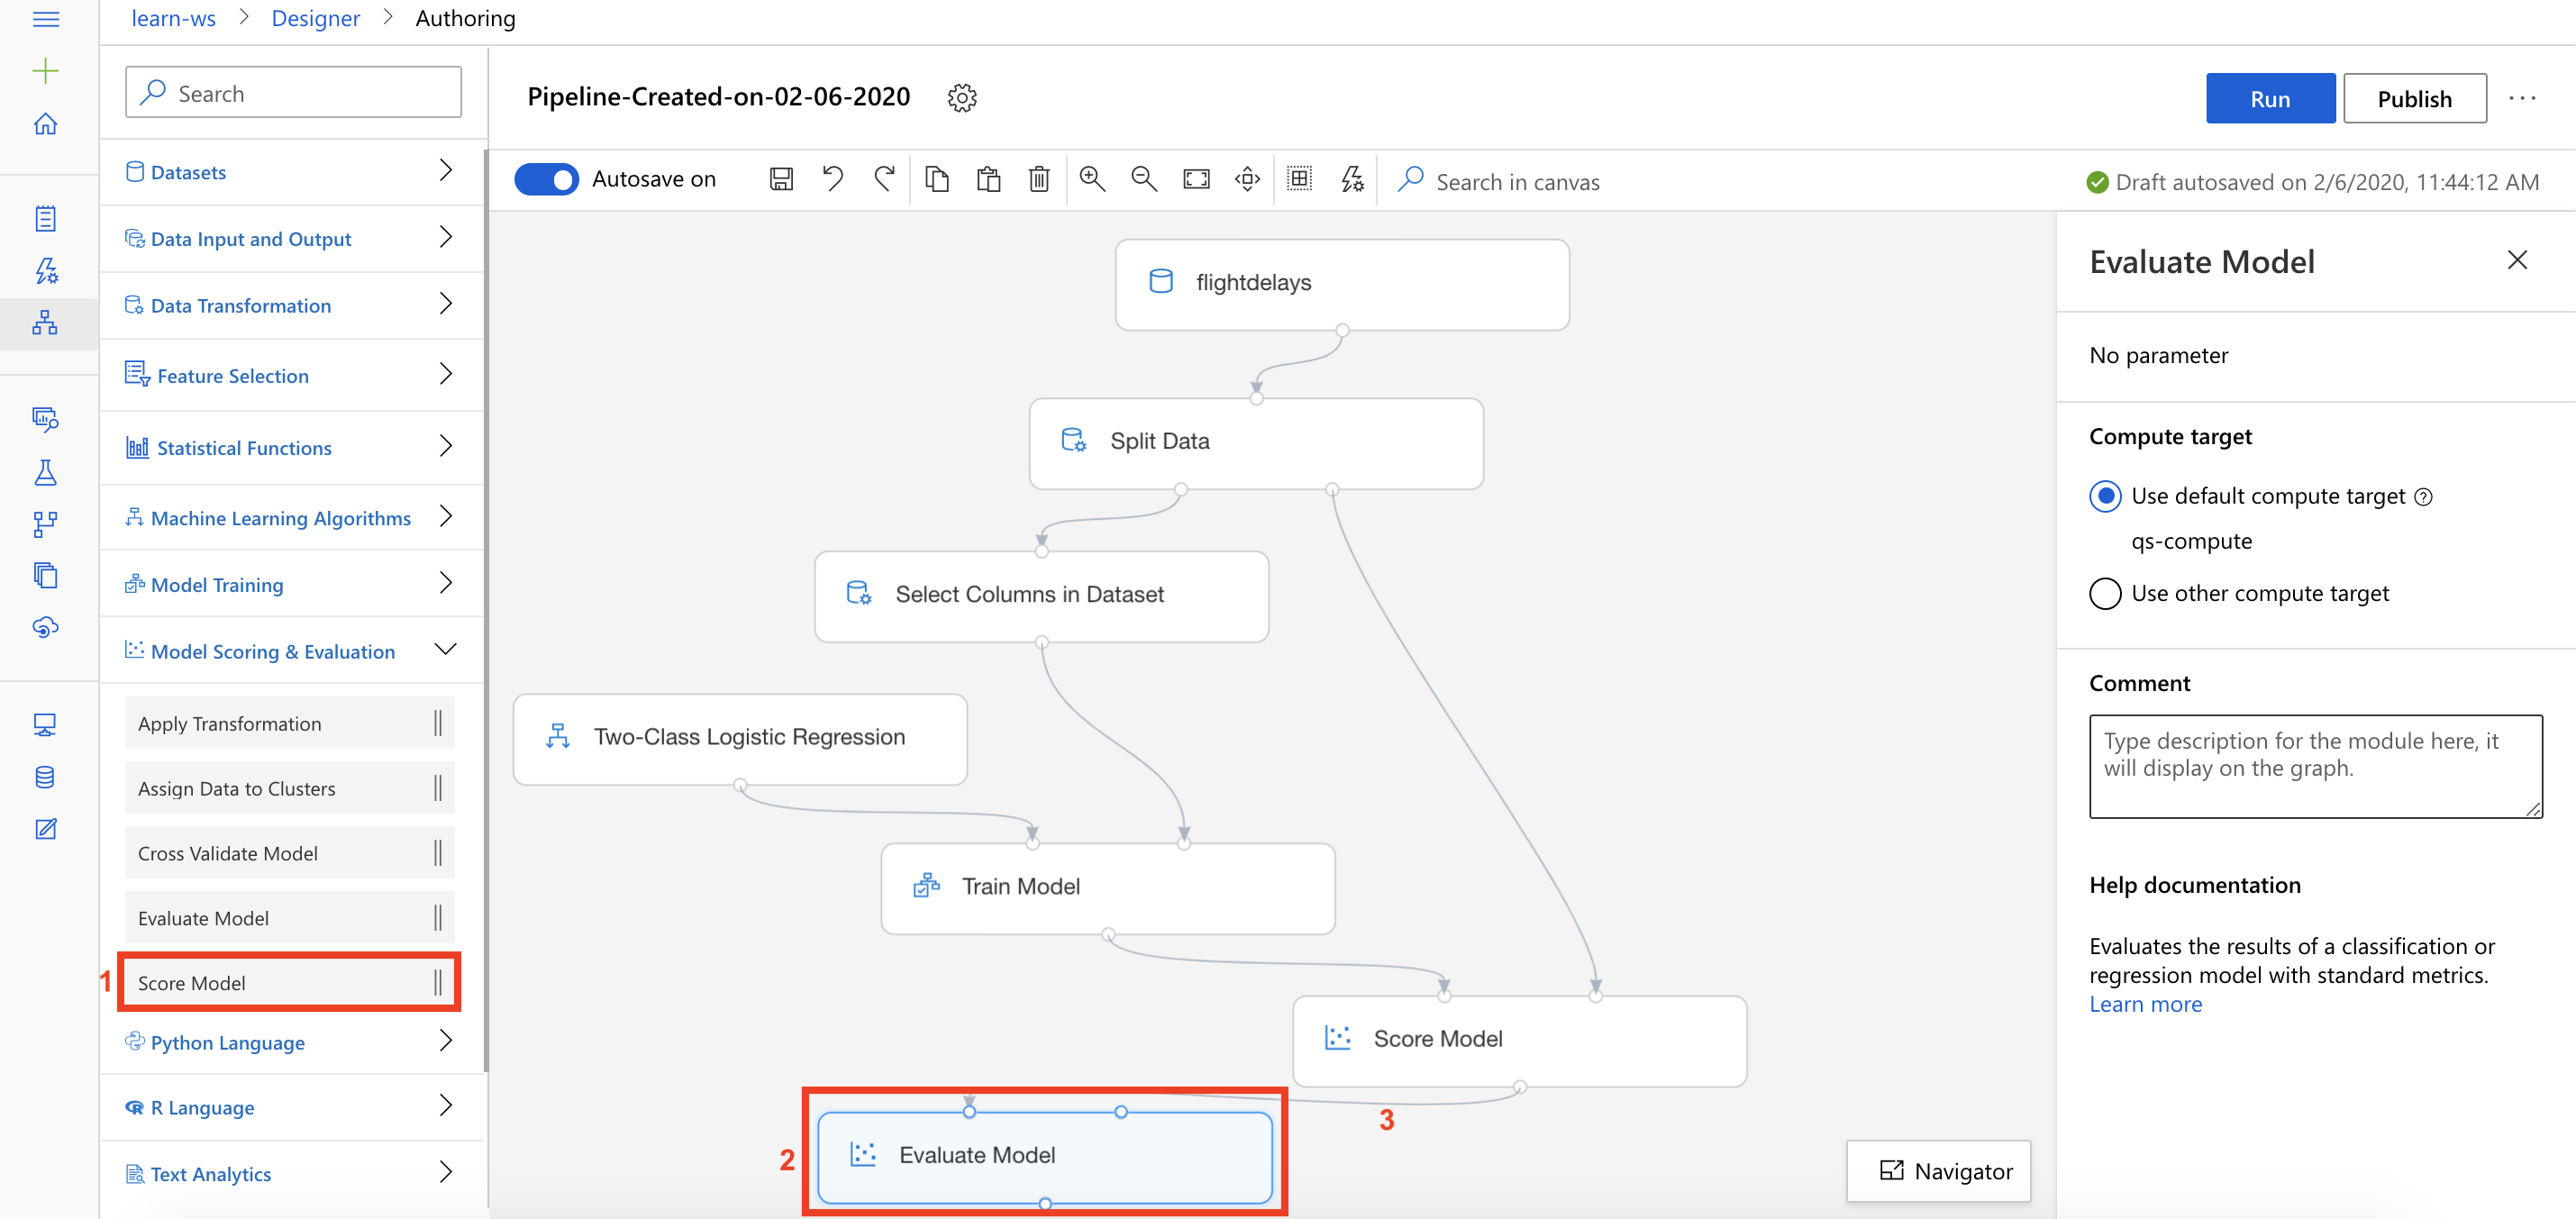 learn-ws > Designer > Authoring
Search
Datasets
Data Input and Output
Data Transformation
Feature Selection
Statistical Functions
Machine Learning Algorithms
Model Training
Model Scoring & Evaluation
Apply Transformation
Assign Data to Clusters
Cross Validate Model
Evaluate Model
1
Score Model
Python Language
R Language
Text Analytics
Pipeline-Created-on-02-06-2020
Run
Publish
Autosave on
Search in canvas
Draft autosaved on 2/6/2020, 11:44:12 AM
flightdelays
Split Data
Select Columns in Dataset
Two-Class Logistic Regression
Train Model
Score Model
3
2
Evaluate Model
Navigator
Evaluate Model
No parameter
Compute target
Use default compute target
qs-compute
Use other compute target
Comment
Type description for the module here, it
will display on the graph.
Help documentation
Evaluates the results of a classification or
regression model with standard metrics.
Learn more